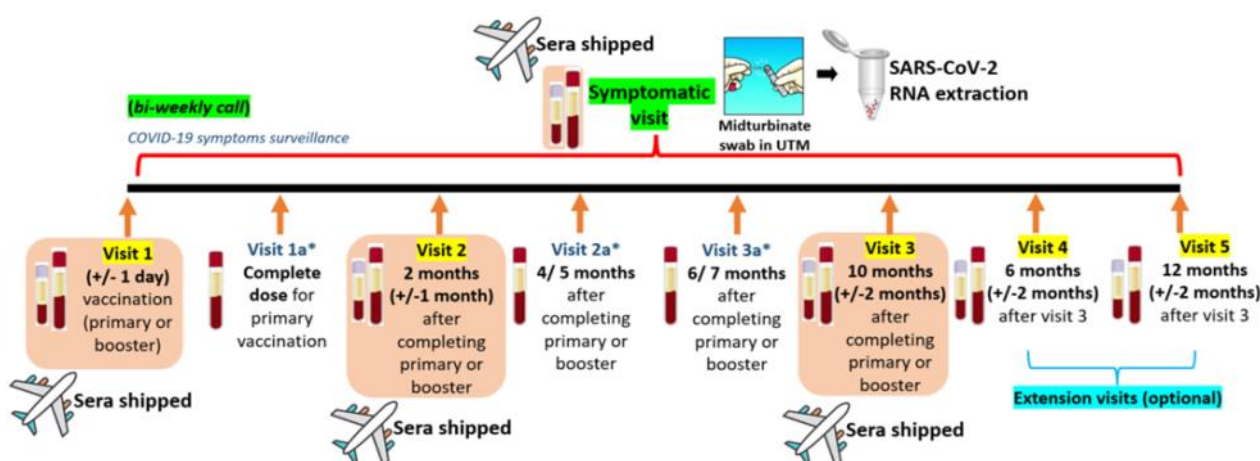 Sera shipped
Symptomatic
visit
Midturbinate
swab in UTM
SARS-CoV-2
RNA extraction
(bi-weekly call)
COVID-19 symptoms surveillance
Visit 1
(+/- 1 day)
vaccination
(primary or
booster)
Sera shipped
Visit 1a*
Complete
dose for
primary
vaccination
Visit 2
2 months
(+/-1 month)
after
completing
primary or
booster
Sera shipped
Visit 2a*
4/ 5 months
after
completing
primary or
booster
Visit 3a*
6/ 7 months
after
completing
primary or
booster
Visit 3
10 months
(+/-2 months)
after
completing
primary or
booster
Sera shipped
Visit 4
6 months
(+/-2 months)
after visit 3
Visit 5
12 months
(+/-2 months)
after visit 3
Extension visits (optional)